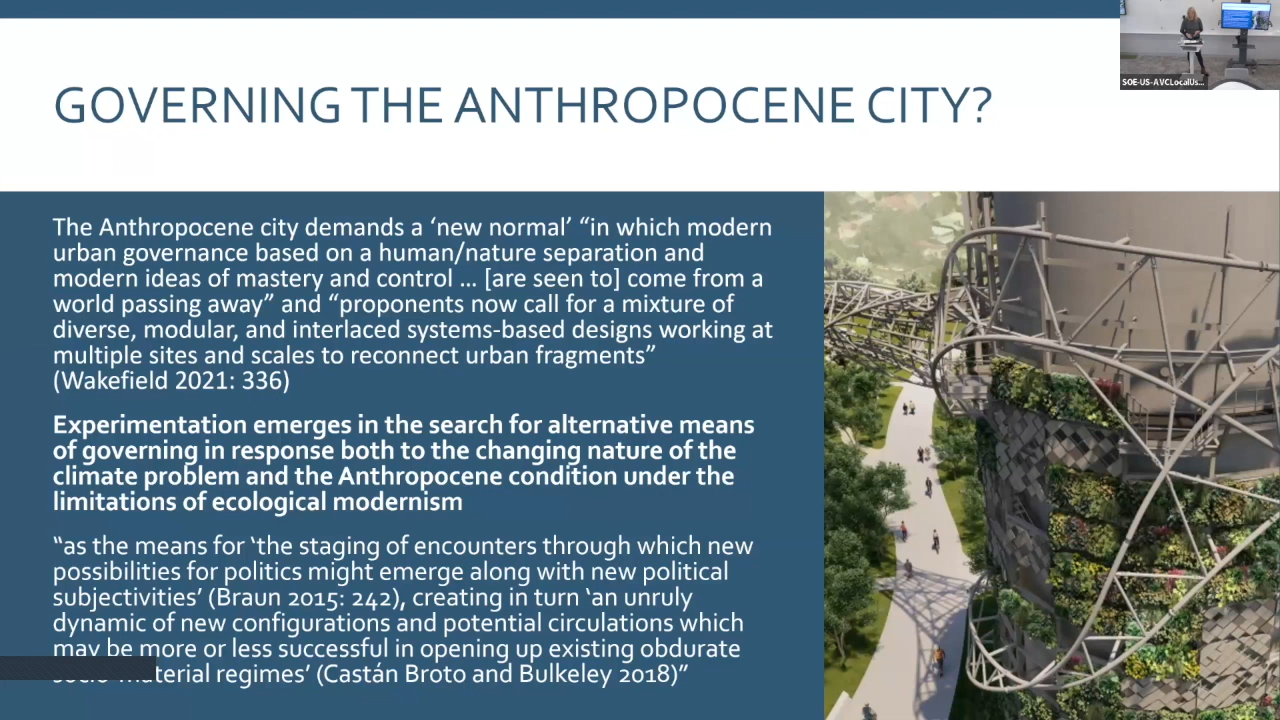 SOE-US-AVCLocalUs...
GOVERNING THE ANTHROPOCENE CITY?
The Anthropocene city demands a ‘new normal’ “in which modern
urban governance based on a human/nature separation and
modern ideas of mastery and control ... [are seen to] come from a
world passing away” and “proponents now call for a mixture of
diverse, modular, and interlaced systems-based designs working at
multiple sites and scales to reconnect urban fragments”
(Wakefield 2021: 336)
Experimentation emerges in the search for alternative means
of governing in response both to the changing nature of the
climate problem and the Anthropocene condition under the
limitations of ecological modernism
“as the means for ‘the staging of encounters through which new
possibilities for politics might emerge along with new political
subjectivities’ (Braun 2015: 242), creating in turn ‘an unruly
dynamic of new configurations and potential circulations which
may be more or less successful in opening up existing obdurate
socio-material regimes’ (Castán Broto and Bulkeley 2018)”